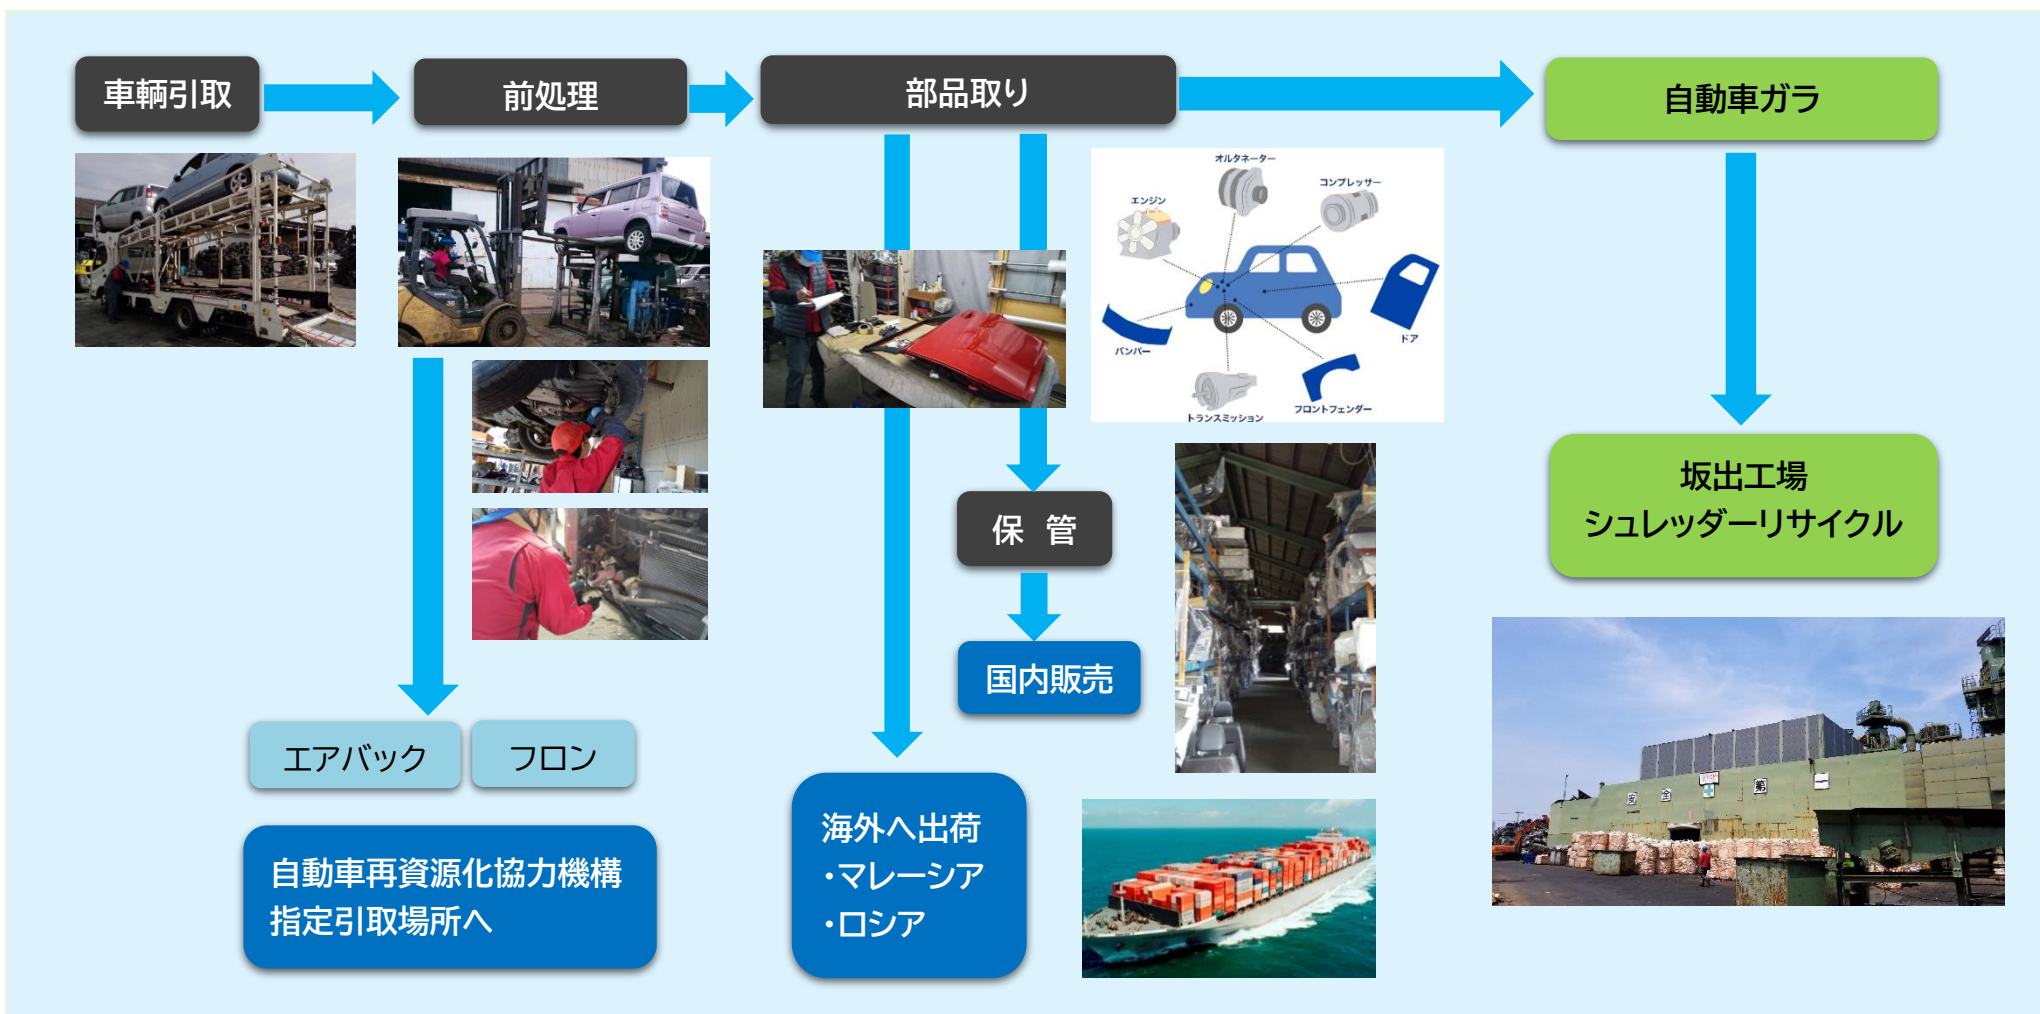 車輌引取
前処理
部品取り
自動車ガラ
オルタネーター
コンプレッサー
エンジン
バンパー
ドア
トランスミッション
フロントフェンダー
保 管
国内販売
坂出工場
シュレッダーリサイクル
エアバック
フロン
自動車再資源化協力機構
指定引取場所へ
海外へ出荷
・マレーシア
・ロシア
安全第一